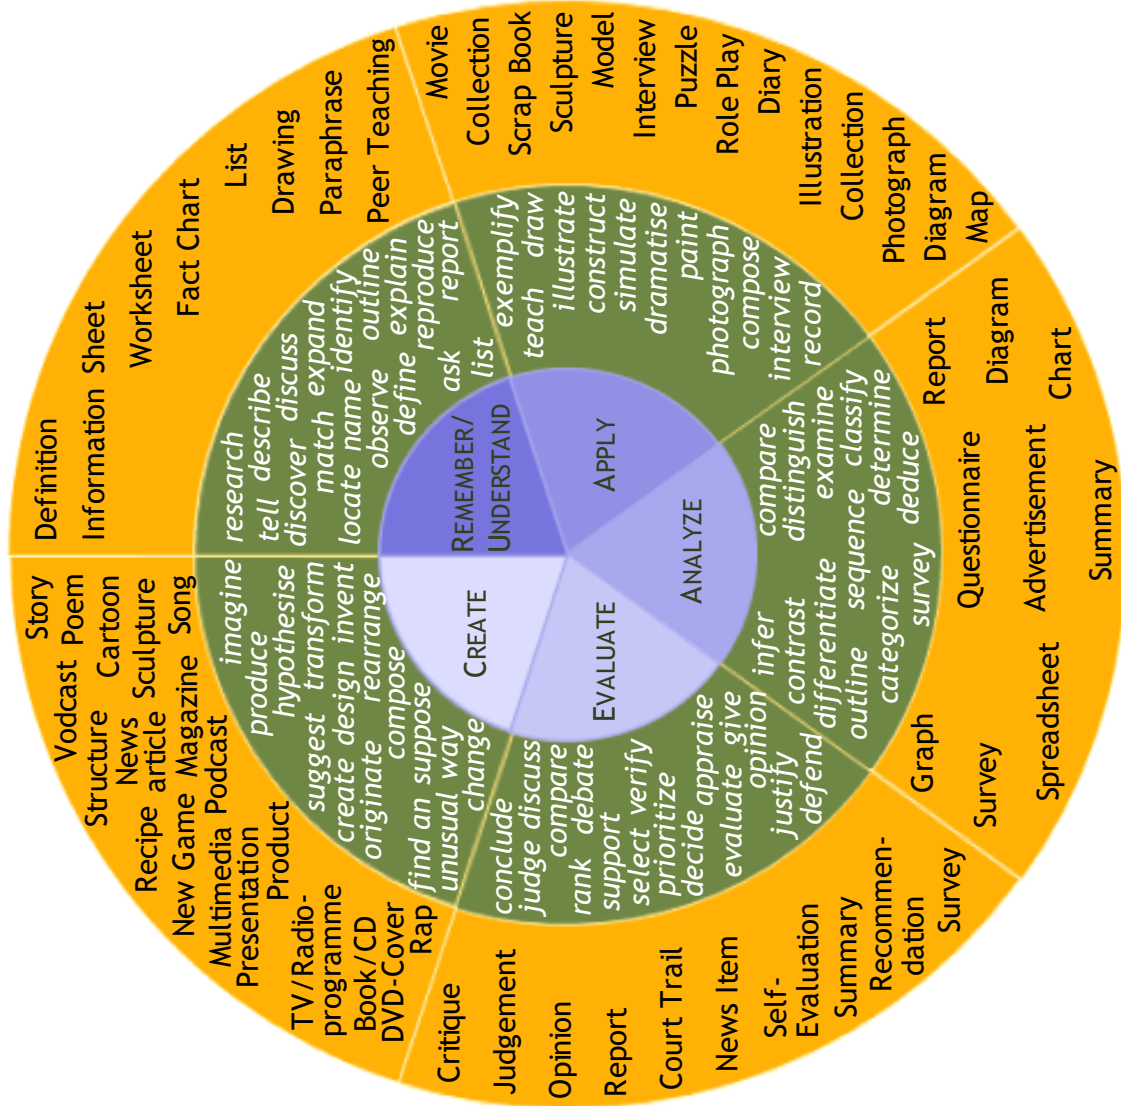 REMEMBER/
UNDERSTAND
APPLY
ANALYZE
EVALUATE
CREATE
research
tell describe
discover discuss
match expand
locate name identify
observe outline
define explain
reproduce
ask report
list
exemplify
teach draw
illustrate
construct
simulate
dramatise
paint
photograph
compose
interview
record
compare
distinguish
examine
sequence classify
determine
deduce
infer
contrast
differentiate
outline
categorize
survey
conclude
judge discuss
compare
rank debate
support
select verify
prioritize
decide appraise
evaluate give
opinion
justify
defend
imagine
produce
hypothesise
suggest transform
create design invent
originate rearrange
compose
find an suppose
unusual way
change
Definition
Information Sheet
Worksheet
Fact Chart
List
Drawing
Paraphrase
Peer Teaching
Movie
Collection
Scrap Book
Sculpture
Model
Interview
Puzzle
Role Play
Diary
Illustration
Collection
Photograph
Diagram
Map
Report
Diagram
Chart
Questionnaire
Advertisement
Summary
Graph
Survey
Spreadsheet
Critique
Judgement
Opinion
Report
Court Trail
News Item
Self-
Evaluation
Summary
Recommen-
dation
Survey
Story
Vodcast Poem
Structure Cartoon
News
Recipe article Sculpture
New Game Magazine Song
Multimedia Podcast
Presentation
Product
TV/Radio-
programme
Book/CD
DVD-Cover
Rap